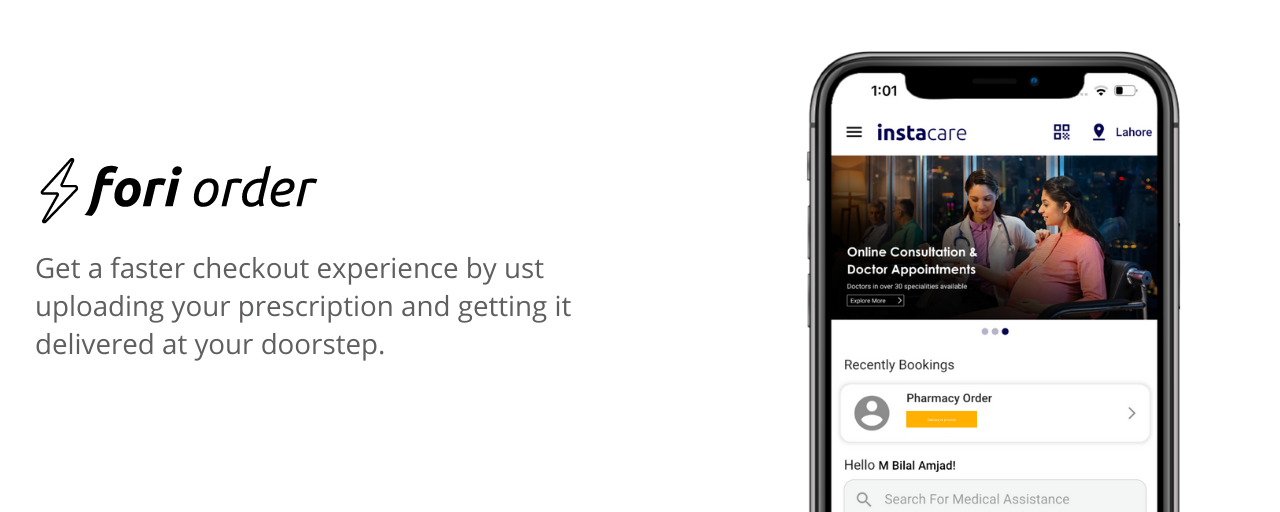 fori order
Get a faster checkout experience by ust
uploading your prescription and getting it
delivered at your doorstep.
1:01
instacare
Lahore
Online Consultation &
Doctor Appointments
Doctors in over 30 specialities available
Explore More
Recently Bookings
Pharmacy Order
Hello M Bilal Amjad!
Search For Medical Assistance